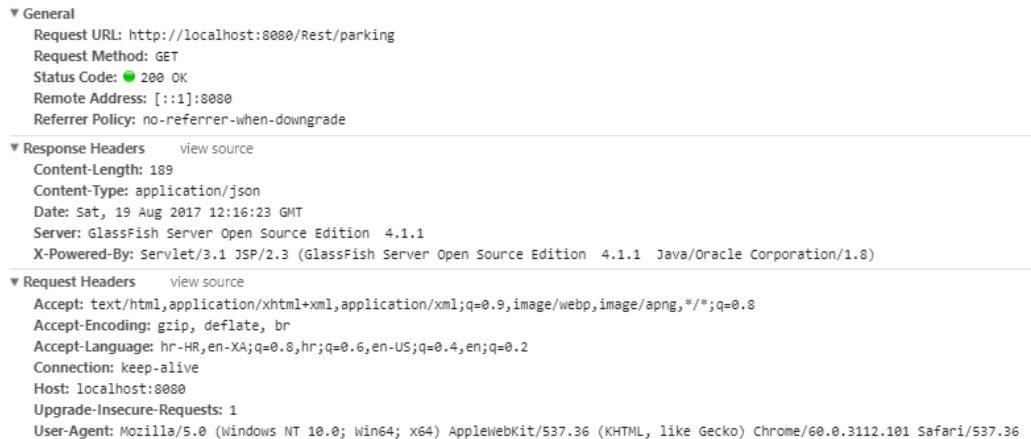 General
Request URL: http://localhost:8080/Rest/parking
Request Method: GET
Status Code: 200 OK
Remote Address: [::1]:8080
Referrer Policy: no-referrer-when-downgrade
Response Headers view source
Content-Length: 189
Content-Type: application/json
Date: Sat, 19 Aug 2017 12:16:23 GMT
Server: GlassFish Server Open Source Edition 4.1.1
X-Powered-By: Servlet/3.1 JSP/2.3 (GlassFish Server Open Source Edition 4.1.1 Java/Oracle Corporation/1.8)
Request Headers view source
Accept: text/html,application/xhtml+xml,application/xml;q=0.9,image/webp,image/apng,*/*;q=0.8
Accept-Encoding: gzip, deflate, br
Accept-Language: hr-HR,en-XA;q=0.8,hr;q=0.6,en-US;q=0.4,en;q=0.2
Connection: keep-alive
Host: localhost:8080
Upgrade-Insecure-Requests: 1
User-Agent: Mozilla/5.0 (Windows NT 10.0; Win64; x64) AppleWebKit/537.36 (KHTML, like Gecko) Chrome/60.0.3112.101 Safari/537.36